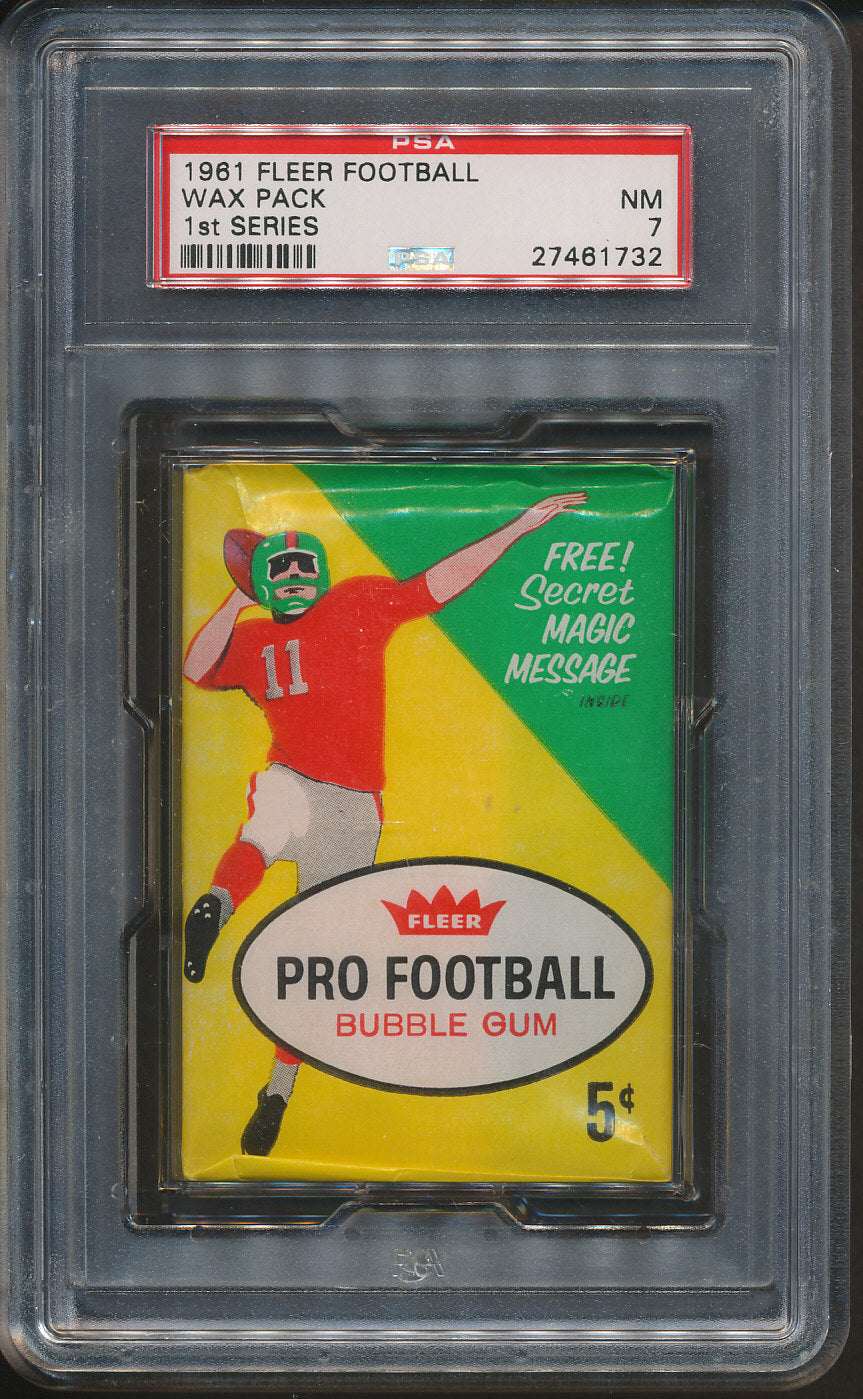 PSA
1961 FLEER FOOTBALL
WAX PACK NM
1st SERIES 7
PSA 27461732
FREE!
Secret
MAGIC
MESSAGE
INSIDE
11
FLEER
PRO FOOTBALL
BUBBLE GUM
5¢
PSA